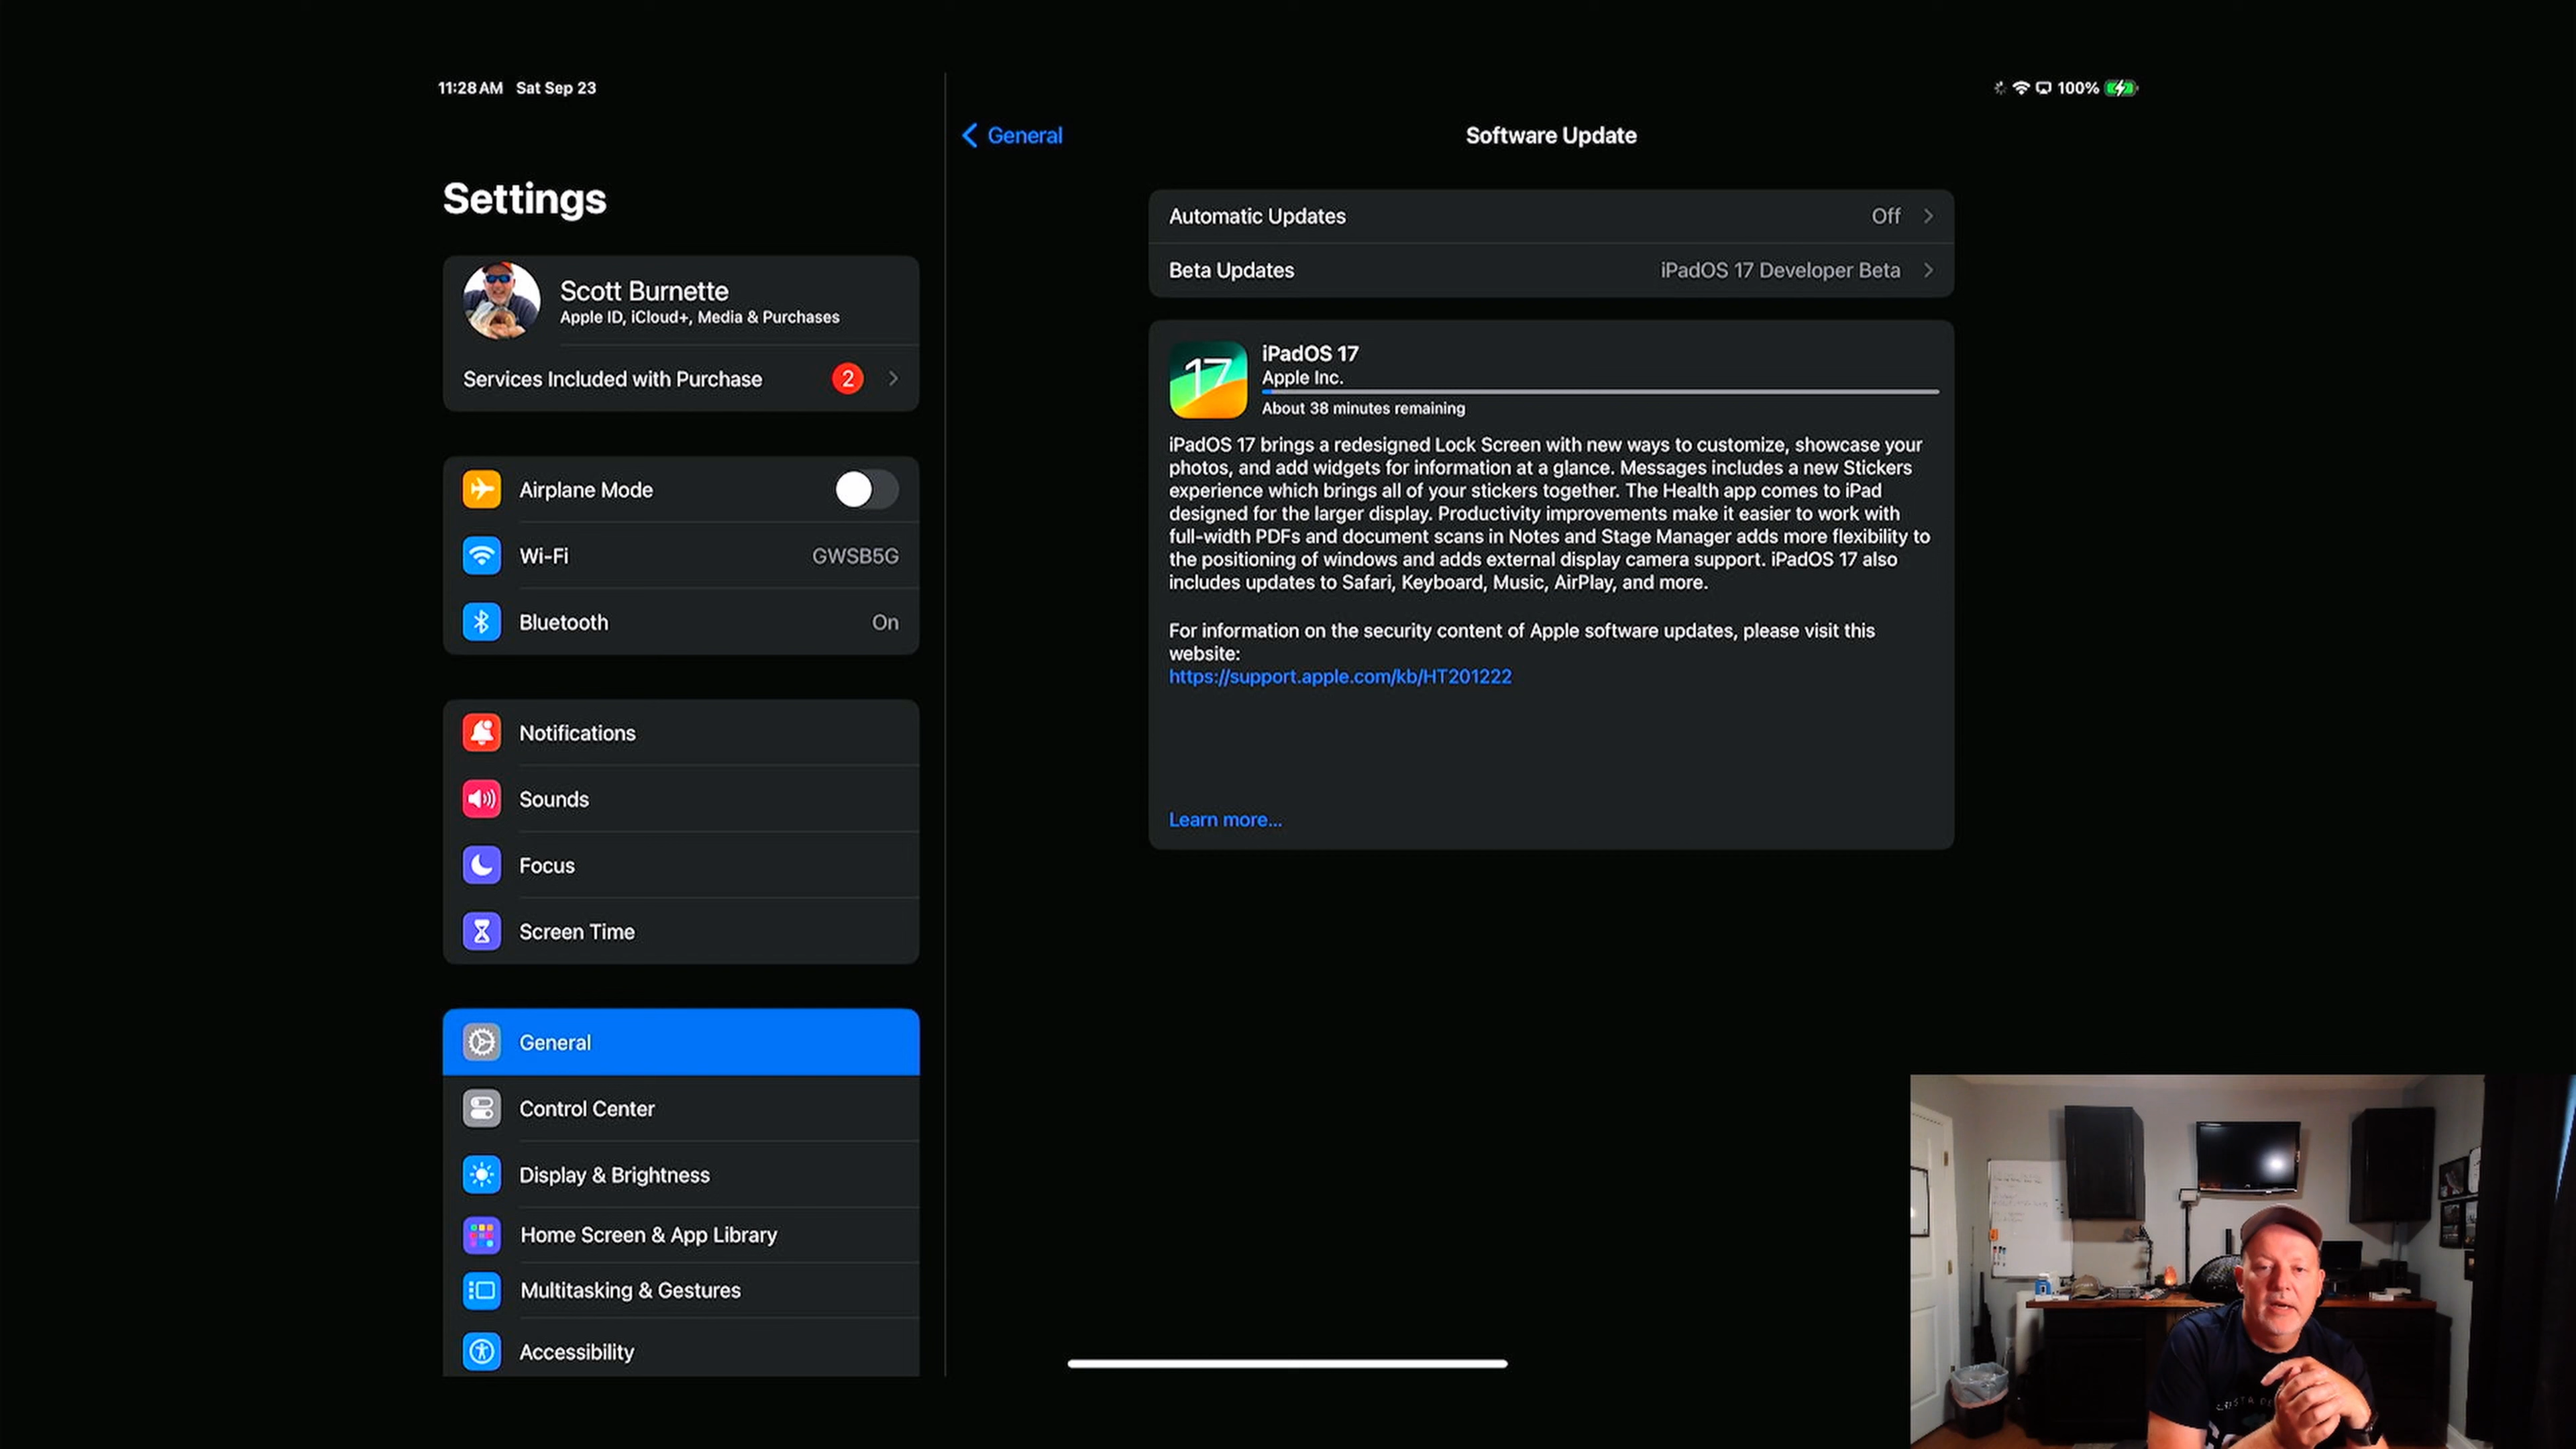 11:28 AM Sat Sep 23
100%
Settings
Scott Burnette
Apple ID, iCloud+, Media & Purchases
Services Included with Purchase 2
Airplane Mode
Wi-Fi GWSB5G
Bluetooth On
Notifications
Sounds
Focus
Screen Time
General
Control Center
Display & Brightness
Home Screen & App Library
Multitasking & Gestures
Accessibility
General
Software Update
Automatic Updates Off
Beta Updates iPadOS 17 Developer Beta
17
iPadOS 17
Apple Inc.
About 38 minutes remaining
iPadOS 17 brings a redesigned Lock Screen with new ways to customize, showcase your
photos, and add widgets for information at a glance. Messages includes a new Stickers
experience which brings all of your stickers together. The Health app comes to iPad
designed for the larger display. Productivity improvements make it easier to work with
full-width PDFs and document scans in Notes and Stage Manager adds more flexibility to
the positioning of windows and adds external display camera support. iPadOS 17 also
includes updates to Safari, Keyboard, Music, AirPlay, and more.
For information on the security content of Apple software updates, please visit this
website:
https://support.apple.com/kb/HT201222
Learn more...